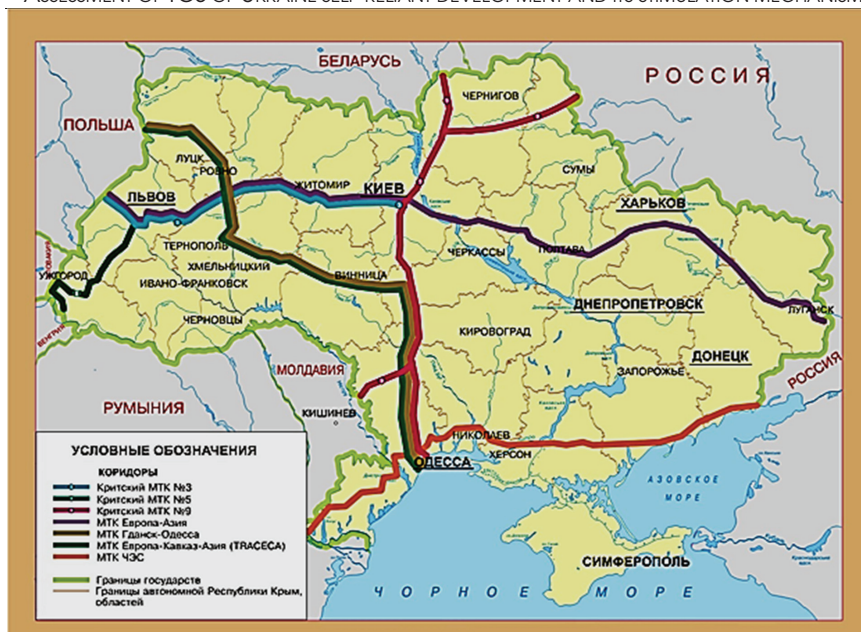 ASSESSMENT OF TGS OF UKRAINE SELF-RELIANT DEVELOPMENT AND ITS STIMULATION MECHANISM
БЕЛАРУСЬ
РОССИЯ
ЧЕРНИГОВ
ПОЛЬША
ЛУЦК
РОВНО
СУМЫ
ЖИТОМИР
КИЕВ
ЛЬВОВ
ХАРЬКОВ
ТЕРНОПОЛЬ
ЧЕРКАССЫ
ПОЛТАВА
ХМЕЛЬНИЦКИЙ
УЖГОРОД
ИВАНО-ФРАНКОВСК
ВИННИЦА
ДНЕПРОПЕТРОВСК
ЛУГАНСК
ЧЕРНОВЦЫ
КИРОВОГРАД
ВЕНГРИЯ
ДОНЕЦК
МОЛДАВИЯ
ЗАПОРОЖЬЕ
РОССИЯ
РУМЫНИЯ
КИШИНЕВ
НИКОЛАЕВ
ХЕРСОН
ОДЕССА
АЗОВСКОЕ
МОРЕ
СИМФЕРОПОЛЬ
ЧОРНОЕ МОРЕ
УСЛОВНЫЕ ОБОЗНАЧЕНИЯ
КОРИДОРЫ
Критский МТК №3
Критский МТК №5
Критский МТК №9
МТК Европа-Азия
МТК Гданск-Одесса
МТК Европа-Кавказ-Азия (TRACECA)
МТК ЧЭС
Границы государств
Границы автономной Республики Крым,
областей